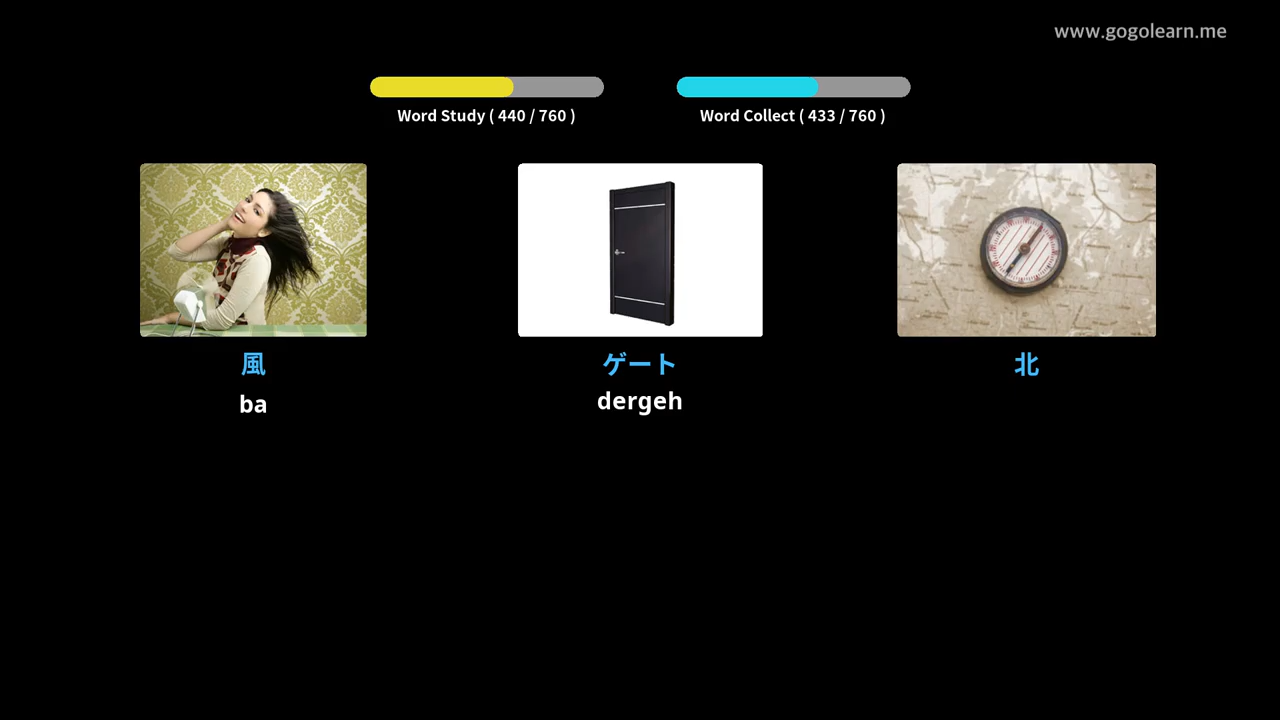 www.gogolearn.me
Word Study ( 440 / 760 )
Word Collect ( 433 / 760 )
風
ゲート
北
ba
dergeh